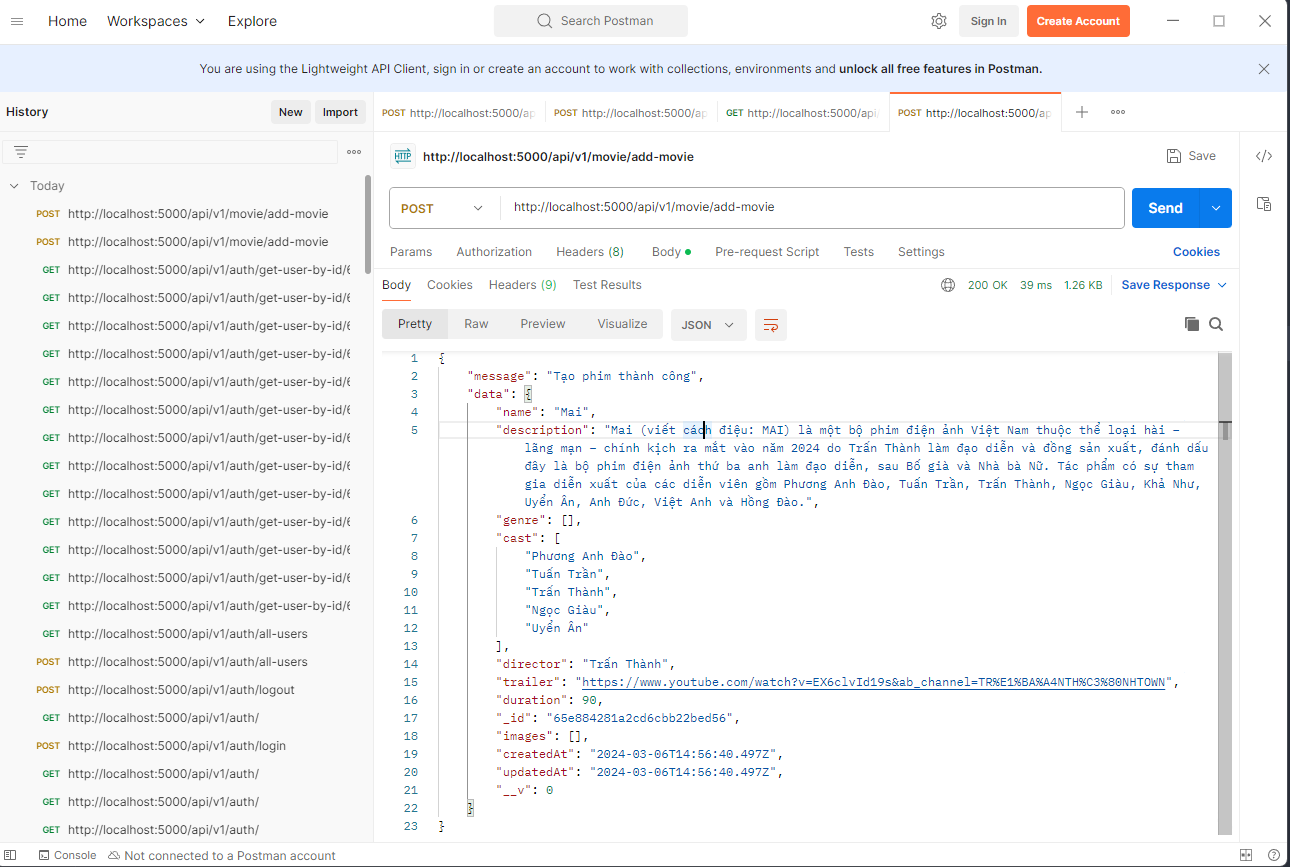 Home Workspaces Explore Search Postman Sign In Create Account
You are using the Lightweight API Client, sign in or create an account to work with collections, environments and unlock all free features in Postman.
History New Import
POST http://localhost:5000/ap POST http://localhost:5000/ap GET http://localhost:5000/api POST http://localhost:5000/ap
HTTP http://localhost:5000/api/v1/movie/add-movie Save
Today
POST http://localhost:5000/api/v1/movie/add-movie
POST http://localhost:5000/api/v1/movie/add-movie
GET http://localhost:5000/api/v1/auth/get-user-by-id/6
GET http://localhost:5000/api/v1/auth/get-user-by-id/6
GET http://localhost:5000/api/v1/auth/get-user-by-id/6
GET http://localhost:5000/api/v1/auth/get-user-by-id/6
GET http://localhost:5000/api/v1/auth/get-user-by-id/6
GET http://localhost:5000/api/v1/auth/get-user-by-id/6
GET http://localhost:5000/api/v1/auth/get-user-by-id/6
GET http://localhost:5000/api/v1/auth/get-user-by-id/6
GET http://localhost:5000/api/v1/auth/get-user-by-id/6
GET http://localhost:5000/api/v1/auth/get-user-by-id/6
GET http://localhost:5000/api/v1/auth/get-user-by-id/6
GET http://localhost:5000/api/v1/auth/get-user-by-id/6
GET http://localhost:5000/api/v1/auth/get-user-by-id/6
GET http://localhost:5000/api/v1/auth/all-users
POST http://localhost:5000/api/v1/auth/all-users
POST http://localhost:5000/api/v1/auth/logout
GET http://localhost:5000/api/v1/auth/
POST http://localhost:5000/api/v1/auth/login
GET http://localhost:5000/api/v1/auth/
GET http://localhost:5000/api/v1/auth/
GET http://localhost:5000/api/v1/auth/
POST http://localhost:5000/api/v1/movie/add-movie Send
Params Authorization Headers (8) Body Pre-request Script Tests Settings Cookies
Body Cookies Headers (9) Test Results 200 OK 39 ms 1.26 KB Save Response
Pretty Raw Preview Visualize JSON
1 {
2 "message": "Tạo phim thành công",
3 "data": {
4 "name": "Mai",
5 "description": "Mai (viết cách điệu: MAI) là một bộ phim điện ảnh Việt Nam thuộc thể loại hài –
lãng mạn – chính kịch ra mắt vào năm 2024 do Trấn Thành làm đạo diễn và đồng sản xuất, đánh dấu
đây là bộ phim điện ảnh thứ ba anh làm đạo diễn, sau Bố già và Nhà bà Nữ. Tác phẩm có sự tham
gia diễn xuất của các diễn viên gồm Phương Anh Đào, Tuấn Trần, Trấn Thành, Ngọc Giàu, Khả Như,
Uyển Ân, Anh Đức, Việt Anh và Hồng Đào.",
6 "genre": [],
7 "cast": [
8 "Phương Anh Đào",
9 "Tuấn Trần",
10 "Trấn Thành",
11 "Ngọc Giàu",
12 "Uyển Ân"
13 ],
14 "director": "Trấn Thành",
15 "trailer": "https://www.youtube.com/watch?v=EX6clvId19s&ab_channel=TR%E1%BA%A4NTH%C3%80NHTOWN",
16 "duration": 90,
17 "_id": "65e884281a2cd6cbb22bed56",
18 "images": [],
19 "createdAt": "2024-03-06T14:56:40.497Z",
20 "updatedAt": "2024-03-06T14:56:40.497Z",
21 "__v": 0
22 }
23 }
Console Not connected to a Postman account